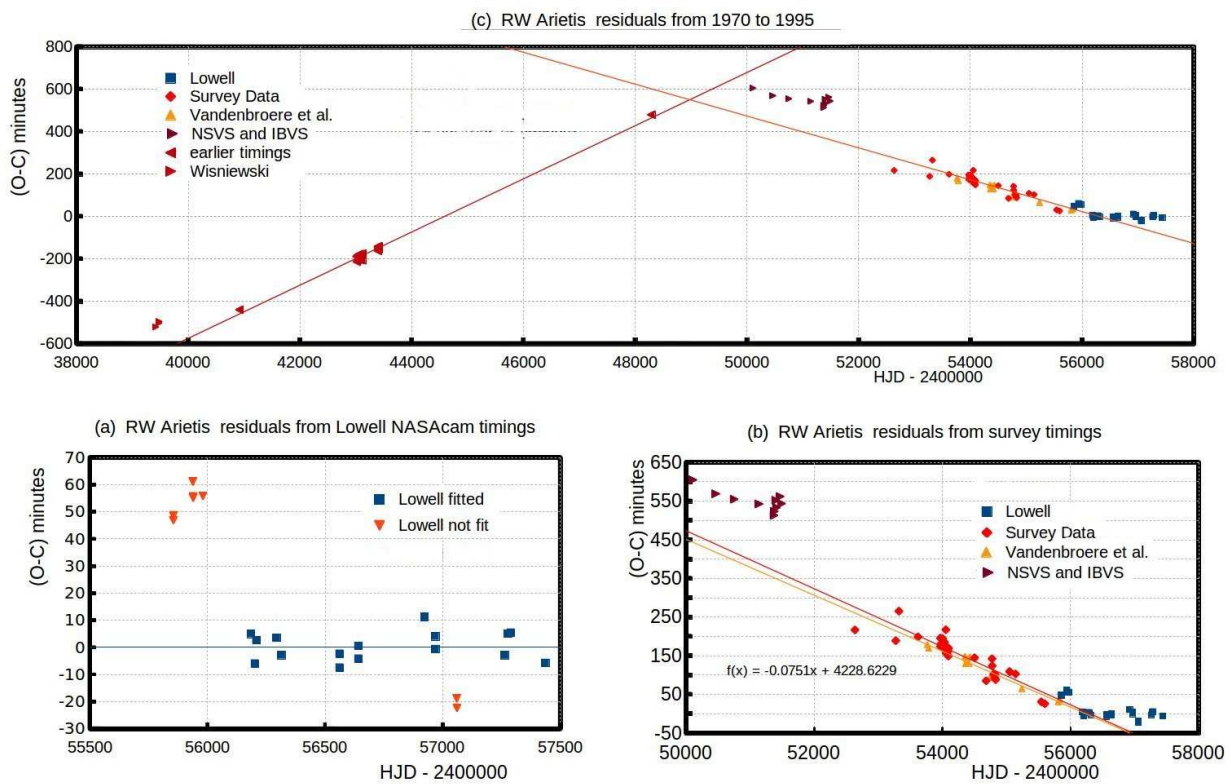 (c) RW Arietis residuals from 1970 to 1995
(O-C) minutes
800
600
400
200
0
-200
-400
-600
Lowell
Survey Data
Vandenbroere et al.
NSVS and IBVS
earlier timings
Wisniewski
38000 40000 42000 44000 46000 48000 50000 52000 54000 56000 58000
HJD - 2400000
(a) RW Arietis residuals from Lowell NASAcam timings
(O-C) minutes
70
60
50
40
30
20
10
0
-10
-20
-30
Lowell fitted
Lowell not fit
55500 56000 56500 57000 57500
HJD - 2400000
(b) RW Arietis residuals from survey timings
(O-C) minutes
650
550
450
350
250
150
50
-50
Lowell
Survey Data
Vandenbroere et al.
NSVS and IBVS
f(x) = -0.0751x + 4228.6229
50000 52000 54000 56000 58000
HJD - 2400000